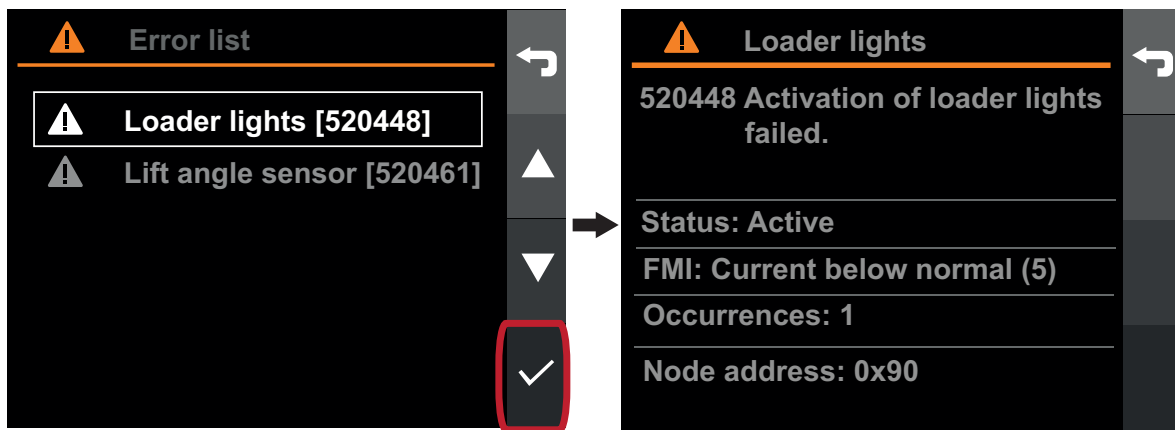 Error list
Loader lights [520448]
Lift angle sensor [520461]
Loader lights
520448 Activation of loader lights
failed.
Status: Active
FMI: Current below normal (5)
Occurrences: 1
Node address: 0x90